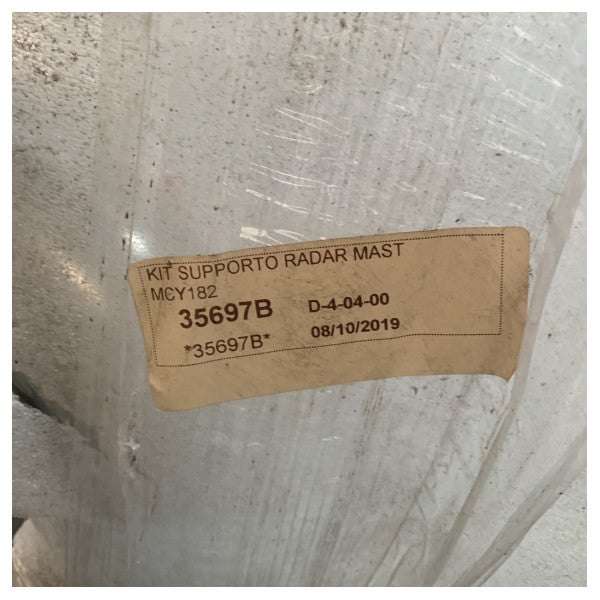 KIT SUPPORTO RADAR MAST
MCY182
35697B D-4-04-00
*35697B* 08/10/2019